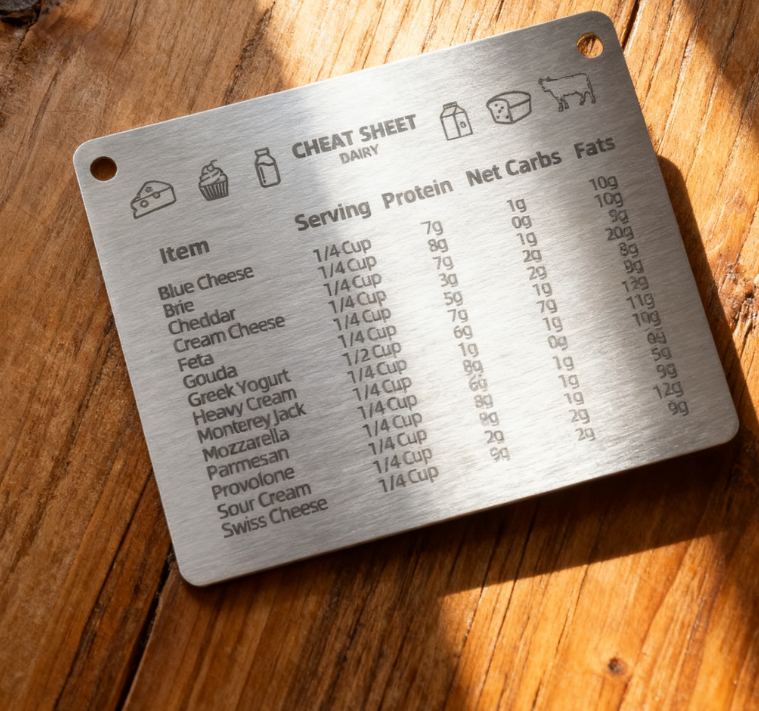 CHEAT SHEET
DAIRY
Item Serving Protein Net Carbs Fats
Blue Cheese 1/4 Cup 7g 1g 10g
Brie 1/4 Cup 8g 0g 10g
Cheddar 1/4 Cup 7g 1g 9g
Cream Cheese 1/4 Cup 3g 2g 20g
Feta 1/4 Cup 5g 2g 8g
Gouda 1/4 Cup 7g 1g 9g
Greek Yogurt 1/2 Cup 6g 7g 12g
Heavy Cream 1/4 Cup 1g 1g 11g
Monterey Jack 1/4 Cup 8g 0g 10g
Mozzarella 1/4 Cup 6g 1g
Parmesan 1/4 Cup 8g 1g 5g
Provolone 1/4 Cup 8g 1g 9g
Sour Cream 1/4 Cup 2g 2g 12g
Swiss Cheese 1/4 Cup 9g 2g 9g